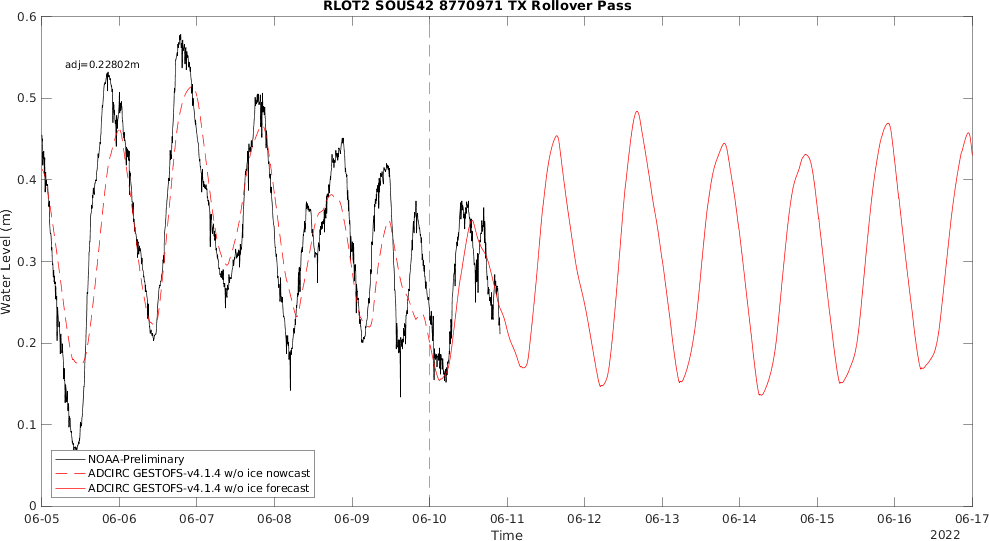 RLOT2 SOUS42 8770971 TX Rollover Pass
0.6
0.5
0.4
0.3
0.2
0.1
0
Water Level (m)
adj=0.22802m
NOAA-Preliminary
ADCIRC GESTOFS-v4.1.4 w/o ice nowcast
ADCIRC GESTOFS-v4.1.4 w/o ice forecast
06-05 06-06 06-07 06-08 06-09 06-10 06-11 06-12 06-13 06-14 06-15 06-16 06-17
Time
2022